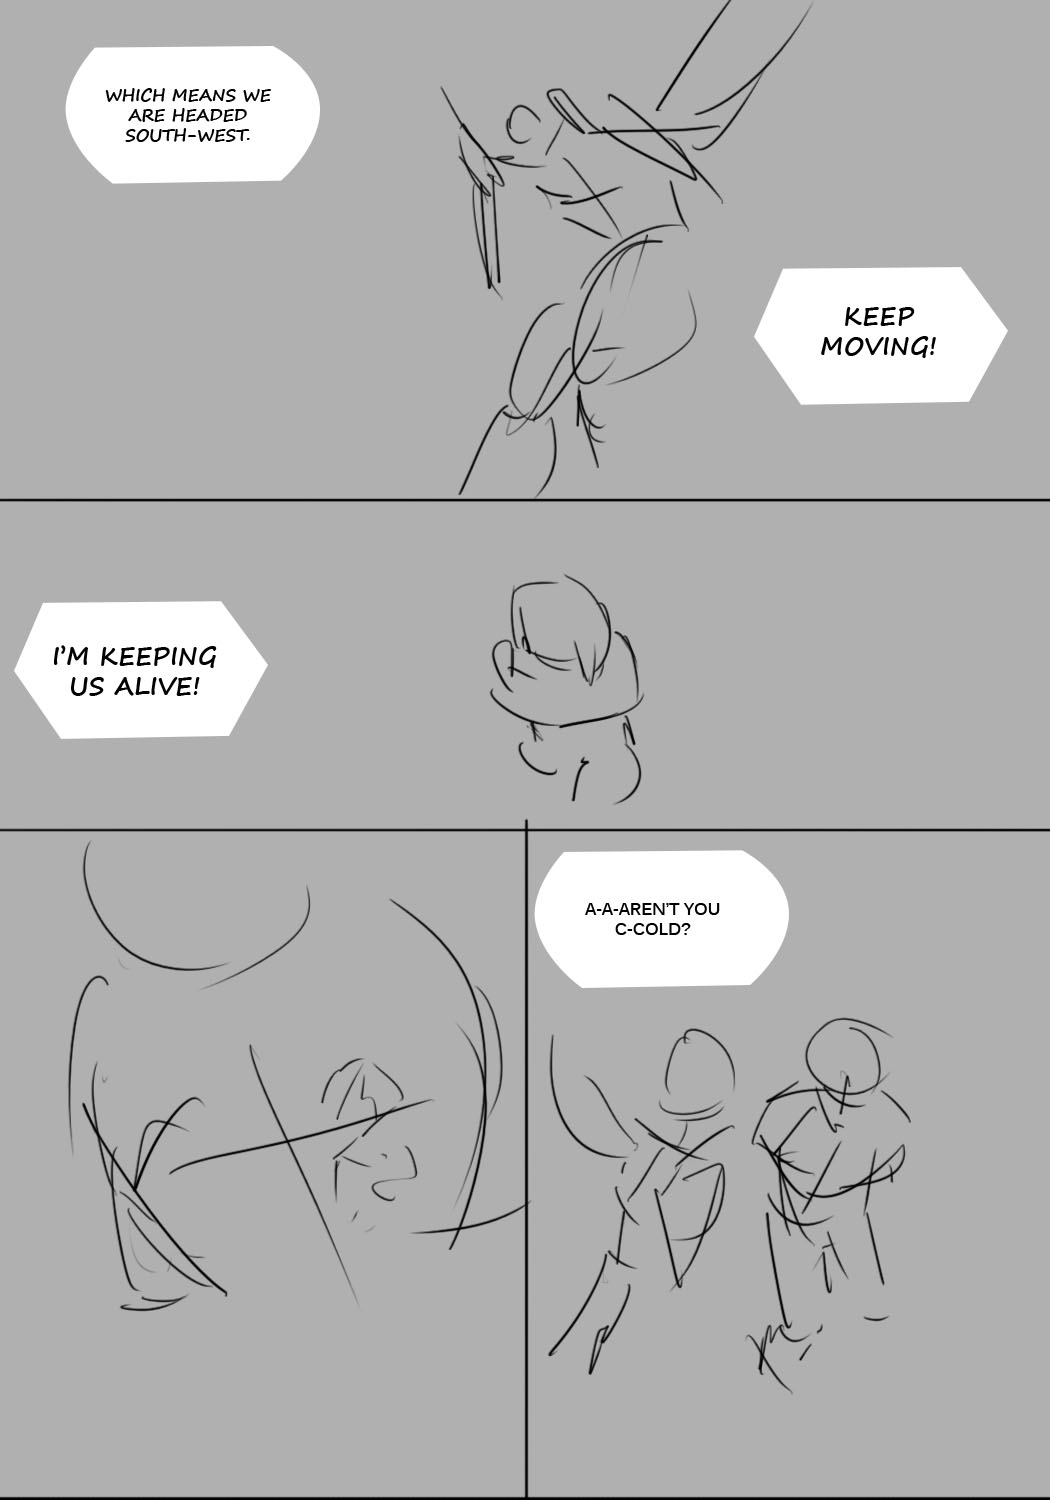 WHICH MEANS WE
ARE HEADED
SOUTH-WEST.
KEEP
MOVING!
I'M KEEPING
US ALIVE!
A-A-AREN'T YOU
C-COLD?